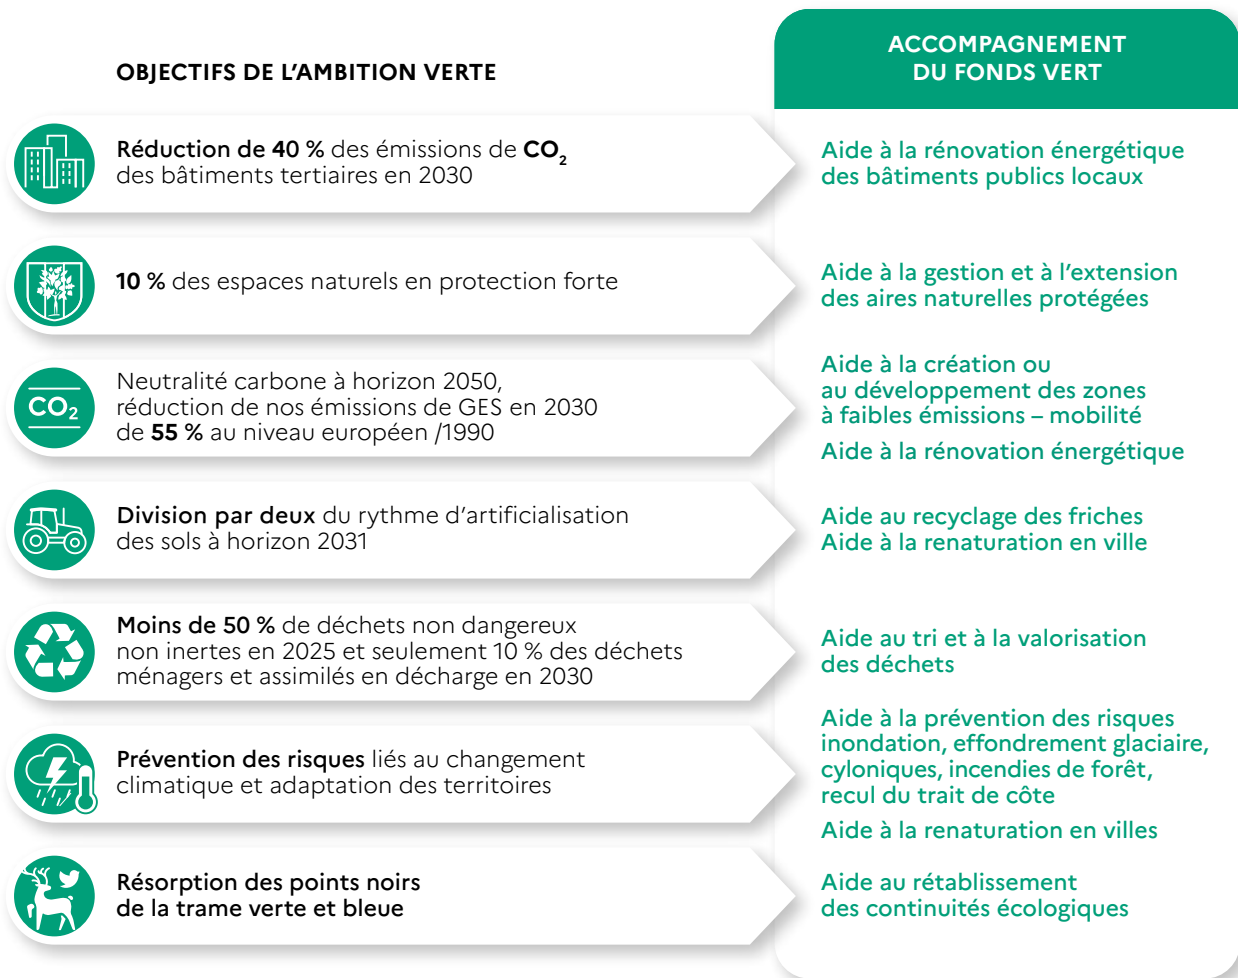 OBJECTIFS DE L'AMBITION VERTE
ACCOMPAGNEMENT
DU FONDS VERT
Réduction de 40 % des émissions de CO₂
des bâtiments tertiaires en 2030
Aide à la rénovation énergétique
des bâtiments publics locaux
10 % des espaces naturels en protection forte
Aide à la gestion et à l'extension
des aires naturelles protégées
CO₂
Neutralité carbone à horizon 2050,
réduction de nos émissions de GES en 2030
de 55 % au niveau européen /1990
Aide à la création ou
au développement des zones
à faibles émissions – mobilité
Aide à la rénovation énergétique
Division par deux du rythme d'artificialisation
des sols à horizon 2031
Aide au recyclage des friches
Aide à la renaturation en ville
Moins de 50 % de déchets non dangereux
non inertes en 2025 et seulement 10 % des déchets
ménagers et assimilés en décharge en 2030
Aide au tri et à la valorisation
des déchets
Prévention des risques liés au changement
climatique et adaptation des territoires
Aide à la prévention des risques
inondation, effondrement glaciaire,
cyloniques, incendies de forêt,
recul du trait de côte
Aide à la renaturation en villes
Résorption des points noirs
de la trame verte et bleue
Aide au rétablissement
des continuités écologiques